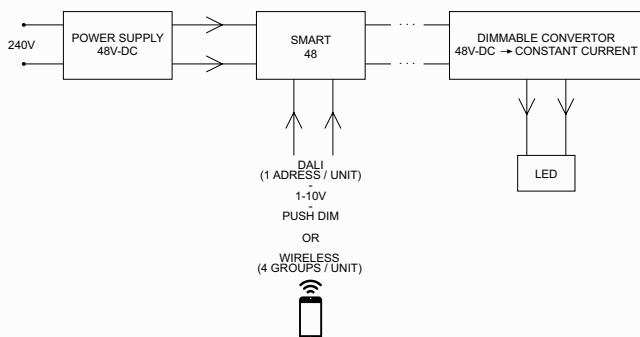 240V
POWER SUPPLY
48V-DC
SMART
48
... ...
DIMMABLE CONVERTOR
48V-DC → CONSTANT CURRENT
LED
DALI
(1 ADRESS / UNIT)
-
1-10V
-
PUSH DIM
OR
WIRELESS
(4 GROUPS / UNIT)